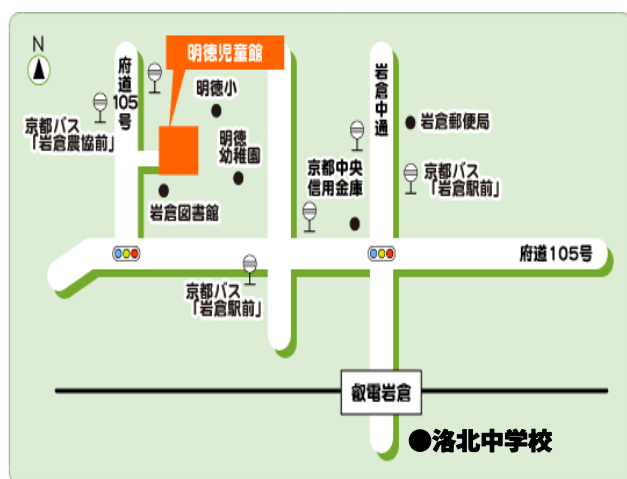 N
府道
105
号
明徳児童館
明徳小
明徳
幼稚園
京都バス
「岩倉農協前」
岩倉図書館
岩倉中通
岩倉郵便局
京都中央
信用金庫
京都バス
「岩倉駅前」
府道105号
京都バス
「岩倉駅前」
叡電岩倉
●洛北中学校